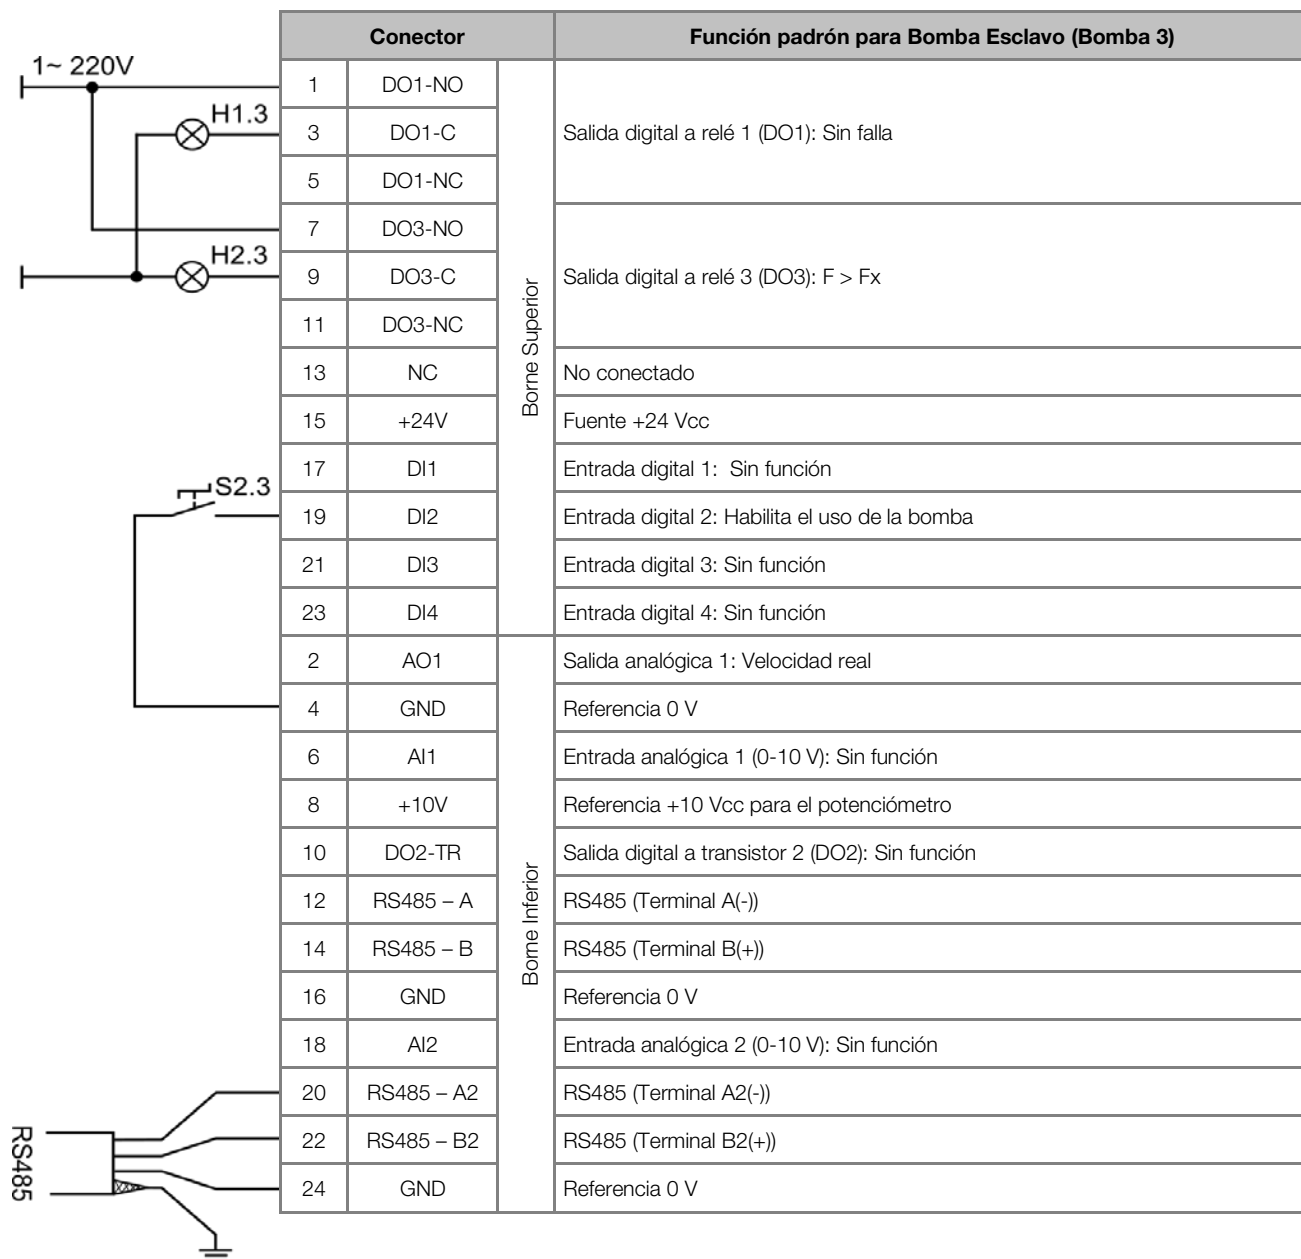 Conector Función padrón para Bomba Esclavo (Bomba 3)
1~ 220V
1 DO1-NO
H1.3
3 DO1-C Salida digital a relé 1 (DO1): Sin falla
5 DO1-NC
7 DO3-NO
H2.3
9 DO3-C Salida digital a relé 3 (DO3): F > Fx
11 DO3-NC
Borne Superior
13 NC No conectado
15 +24V Fuente +24 Vcc
17 DI1 Entrada digital 1: Sin función
S2.3
19 DI2 Entrada digital 2: Habilita el uso de la bomba
21 DI3 Entrada digital 3: Sin función
23 DI4 Entrada digital 4: Sin función
2 AO1 Salida analógica 1: Velocidad real
4 GND Referencia 0 V
6 AI1 Entrada analógica 1 (0-10 V): Sin función
8 +10V Referencia +10 Vcc para el potenciómetro
10 DO2-TR Salida digital a transistor 2 (DO2): Sin función
Borne Inferior
12 RS485 – A RS485 (Terminal A(-))
14 RS485 – B RS485 (Terminal B(+))
16 GND Referencia 0 V
18 AI2 Entrada analógica 2 (0-10 V): Sin función
20 RS485 – A2 RS485 (Terminal A2(-))
RS485
22 RS485 – B2 RS485 (Terminal B2(+))
24 GND Referencia 0 V